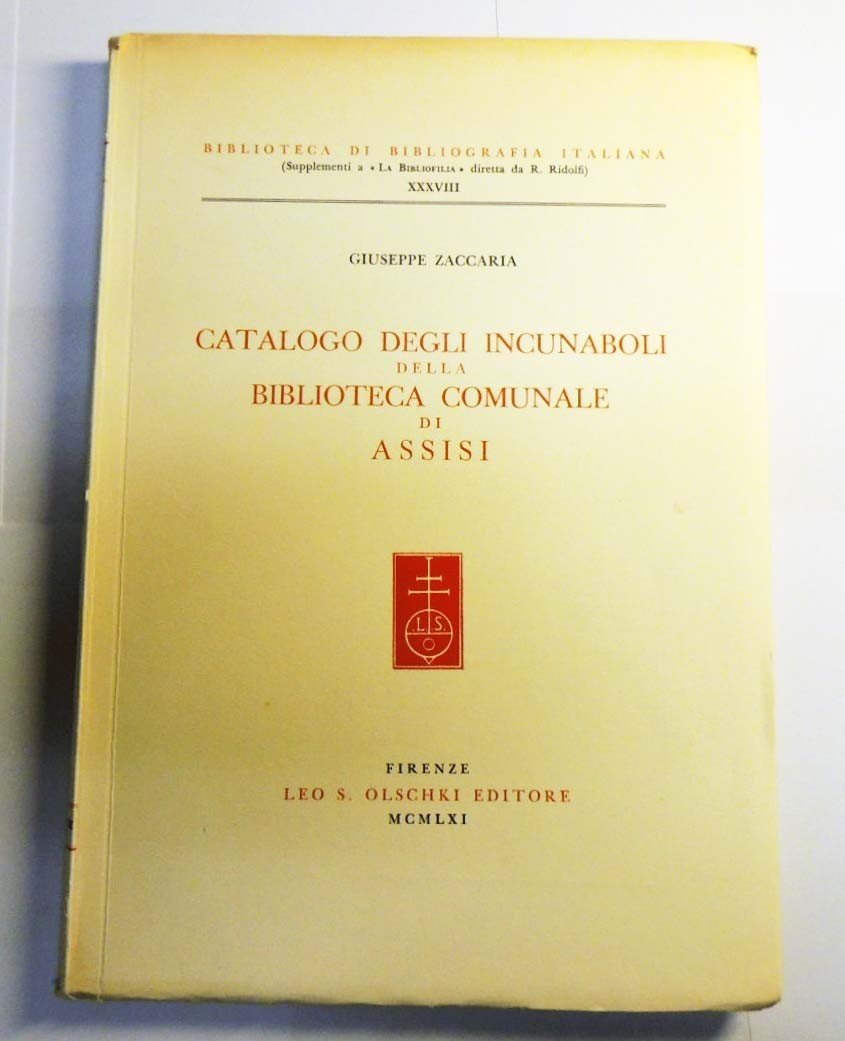 BIBLIOTECA DI BIBLIOGRAFIA ITALIANA
(Supplementi a « LA BIBLIOFILIA » diretta da R. Ridolfi)
XXXVIII
GIUSEPPE ZACCARIA
CATALOGO DEGLI INCUNABOLI
DELLA
BIBLIOTECA COMUNALE
DI
ASSISI
.L.S.
FIRENZE
LEO S. OLSCHKI EDITORE
MCMLXI